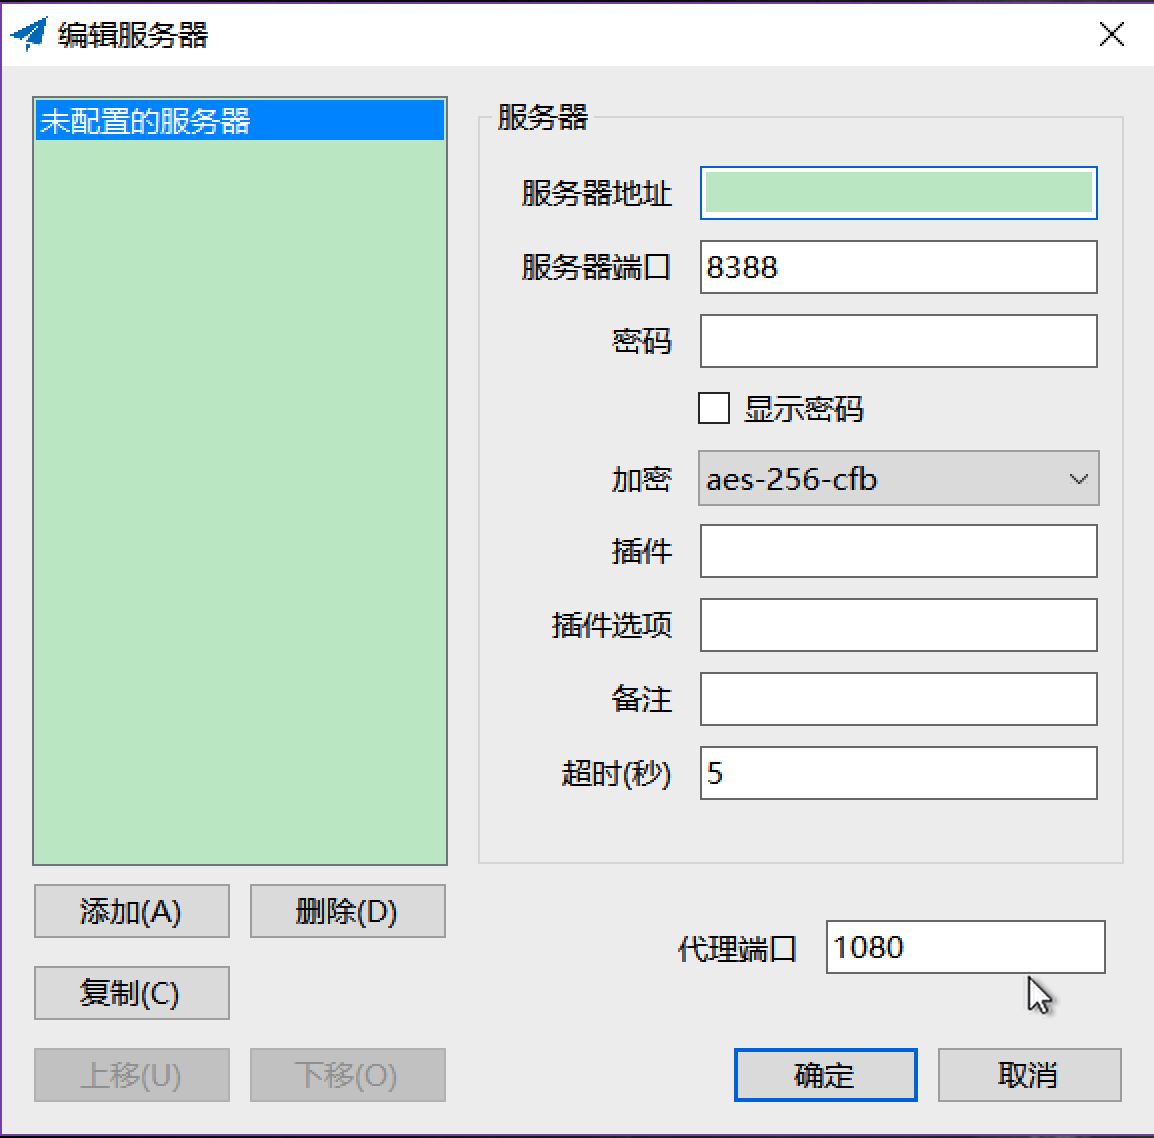 编辑服务器
未配置的服务器
服务器
服务器地址
服务器端口 8388
密码
显示密码
加密 aes-256-cfb
插件
插件选项
备注
超时(秒) 5
添加(A) 删除(D)
代理端口 1080
复制(C)
上移(U) 下移(O)
确定 取消